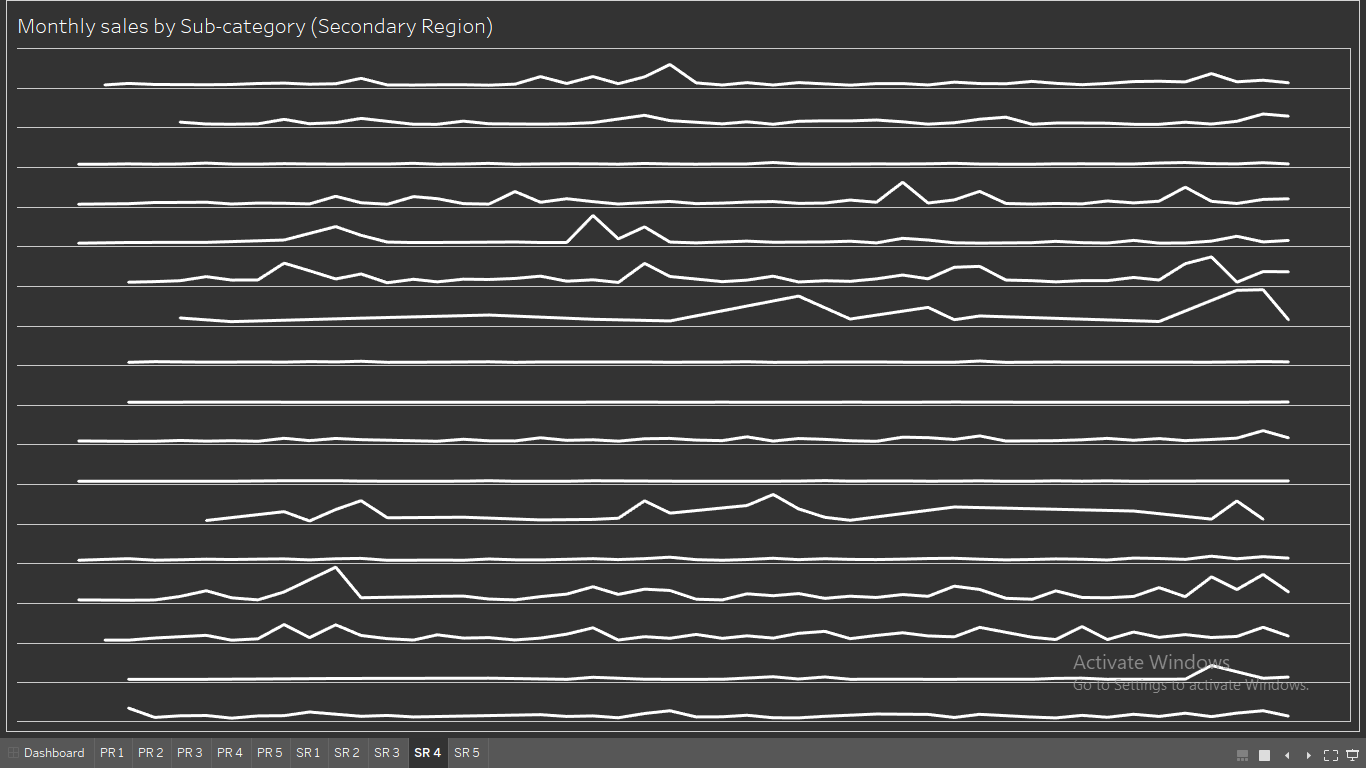 Monthly sales by Sub-category (Secondary Region)
Activate Windows
Go to Settings to activate Windows.
Dashboard PR 1 PR 2 PR 3 PR 4 PR 5 SR 1 SR 2 SR 3 SR 4 SR 5